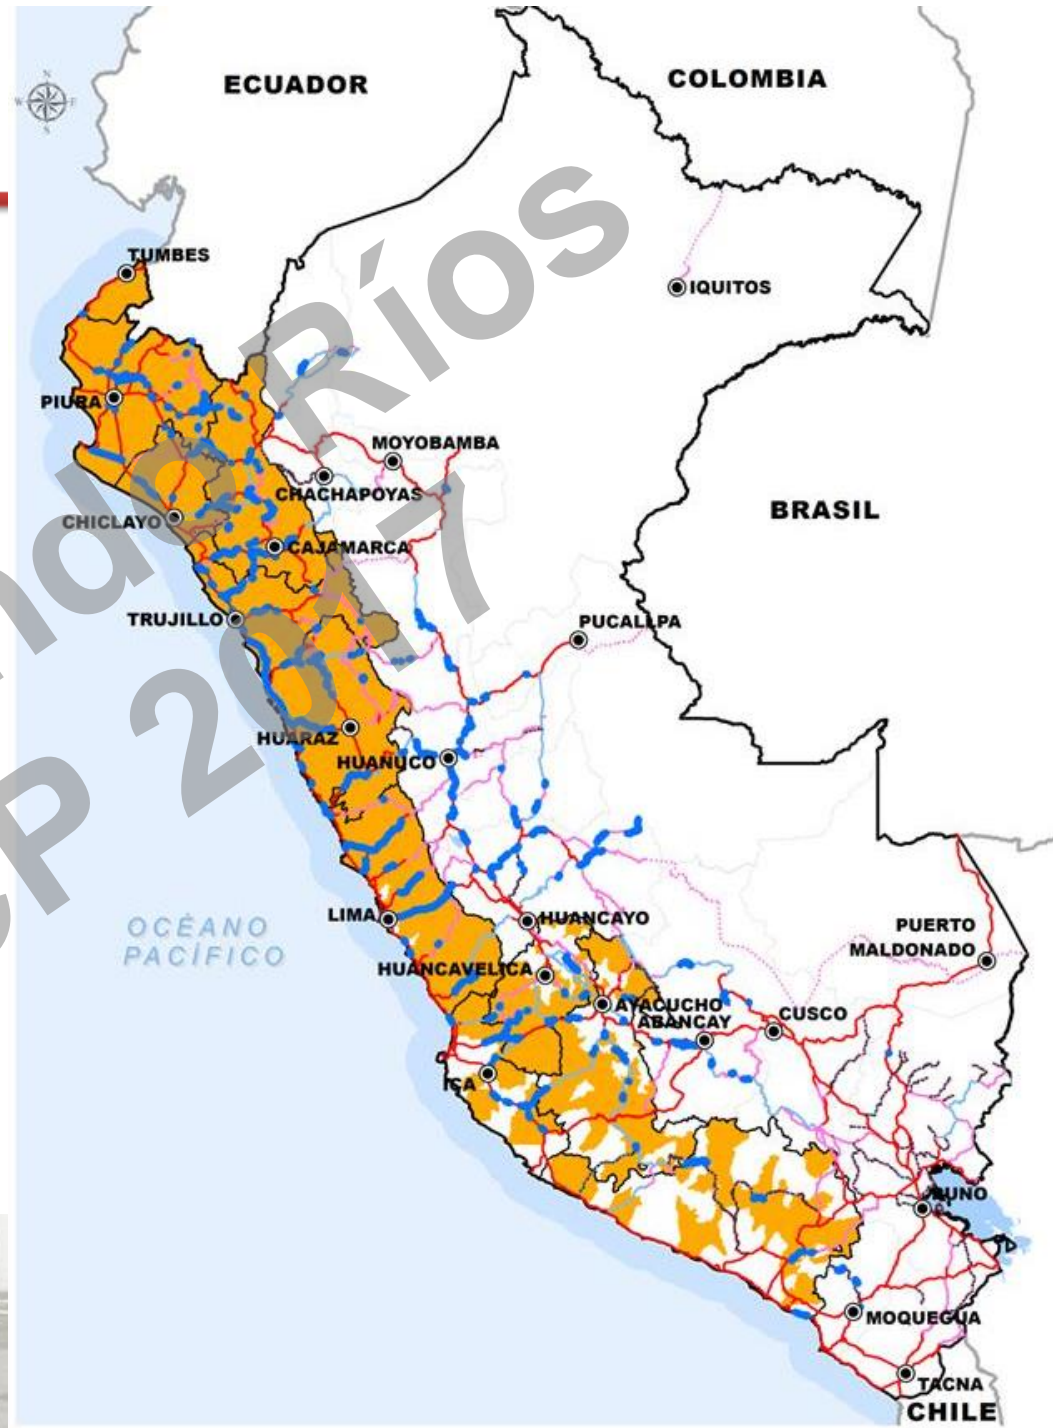 ECUADOR
COLOMBIA
N
W
E
S
TUMBES
IQUITOS
PIURA
MOYOBAMBA
CHACHAPOYAS
BRASIL
CHICLAYO
CAJAMARCA
TRUJILLO
PUCALLPA
HUARAZ
HUANUCO
LIMA
HUANCAYO
OCÉANO
PACÍFICO
PUERTO
MALDONADO
HUANCAVELICA
AYACUCHO
ABANCAY
CUSCO
ICA
PUNO
MOQUEGUA
TACNA
CHILE
Ríos
2017